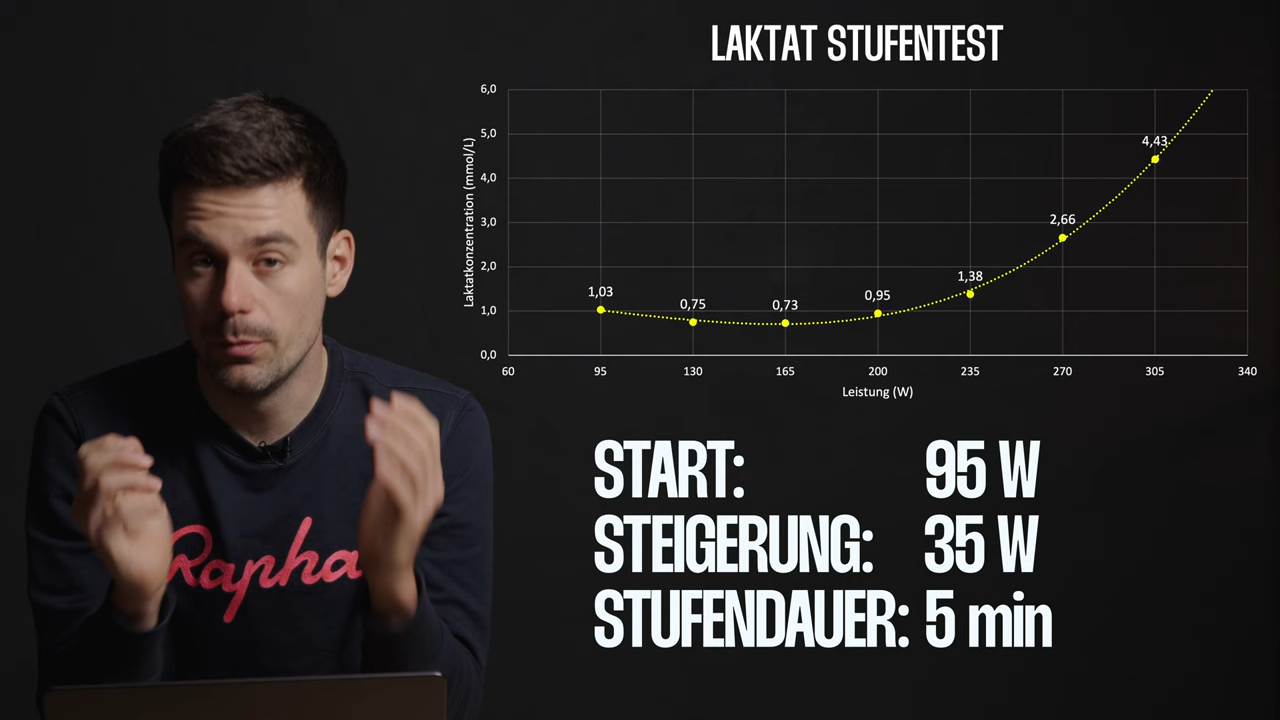 LAKTAT STUFENTEST
6,0
5,0
4,0
3,0
2,0
1,0
0,0
Laktatkonzentration (mmol/L)
1,03
0,75
0,73
0,95
1,38
2,66
4,43
60 95 130 165 200 235 270 305 340
Leistung (W)
Rapha
START: 95 W
STEIGERUNG: 35 W
STUFENDAUER: 5 min